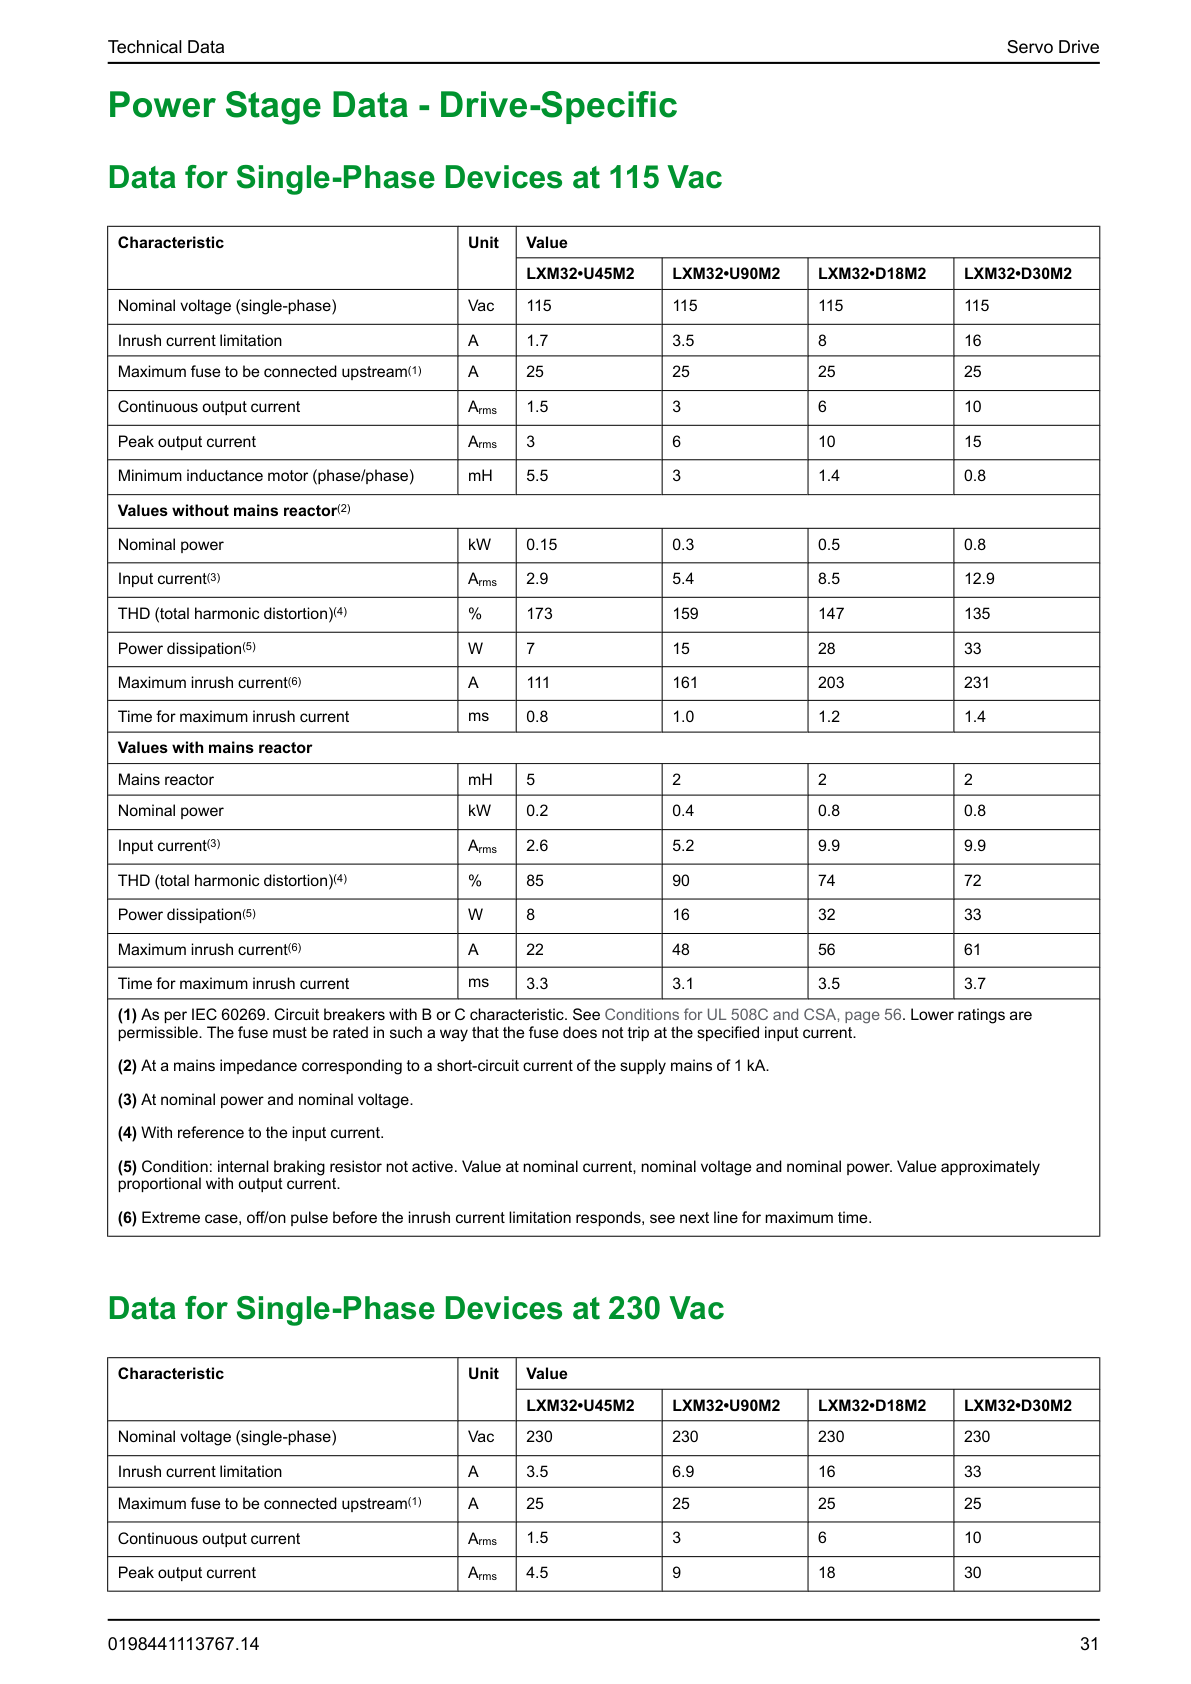 Technical Data Servo Drive
Power Stage Data - Drive-Specific
Data for Single-Phase Devices at 115 Vac
Characteristic Unit Value
LXM32•U45M2 LXM32•U90M2 LXM32•D18M2 LXM32•D30M2
Nominal voltage (single-phase) Vac 115 115 115 115
Inrush current limitation A 1.7 3.5 8 16
Maximum fuse to be connected upstream(1) A 25 25 25 25
Continuous output current Arms 1.5 3 6 10
Peak output current Arms 3 6 10 15
Minimum inductance motor (phase/phase) mH 5.5 3 1.4 0.8
Values without mains reactor(2)
Nominal power kW 0.15 0.3 0.5 0.8
Input current(3) Arms 2.9 5.4 8.5 12.9
THD (total harmonic distortion)(4) % 173 159 147 135
Power dissipation(5) W 7 15 28 33
Maximum inrush current(6) A 111 161 203 231
Time for maximum inrush current ms 0.8 1.0 1.2 1.4
Values with mains reactor
Mains reactor mH 5 2 2 2
Nominal power kW 0.2 0.4 0.8 0.8
Input current(3) Arms 2.6 5.2 9.9 9.9
THD (total harmonic distortion)(4) % 85 90 74 72
Power dissipation(5) W 8 16 32 33
Maximum inrush current(6) A 22 48 56 61
Time for maximum inrush current ms 3.3 3.1 3.5 3.7
(1) As per IEC 60269. Circuit breakers with B or C characteristic. See Conditions for UL 508C and CSA, page 56. Lower ratings are
permissible. The fuse must be rated in such a way that the fuse does not trip at the specified input current.
(2) At a mains impedance corresponding to a short-circuit current of the supply mains of 1 kA.
(3) At nominal power and nominal voltage.
(4) With reference to the input current.
(5) Condition: internal braking resistor not active. Value at nominal current, nominal voltage and nominal power. Value approximately
proportional with output current.
(6) Extreme case, off/on pulse before the inrush current limitation responds, see next line for maximum time.
Data for Single-Phase Devices at 230 Vac
Characteristic Unit Value
LXM32•U45M2 LXM32•U90M2 LXM32•D18M2 LXM32•D30M2
Nominal voltage (single-phase) Vac 230 230 230 230
Inrush current limitation A 3.5 6.9 16 33
Maximum fuse to be connected upstream(1) A 25 25 25 25
Continuous output current Arms 1.5 3 6 10
Peak output current Arms 4.5 9 18 30
0198441113767.14 31